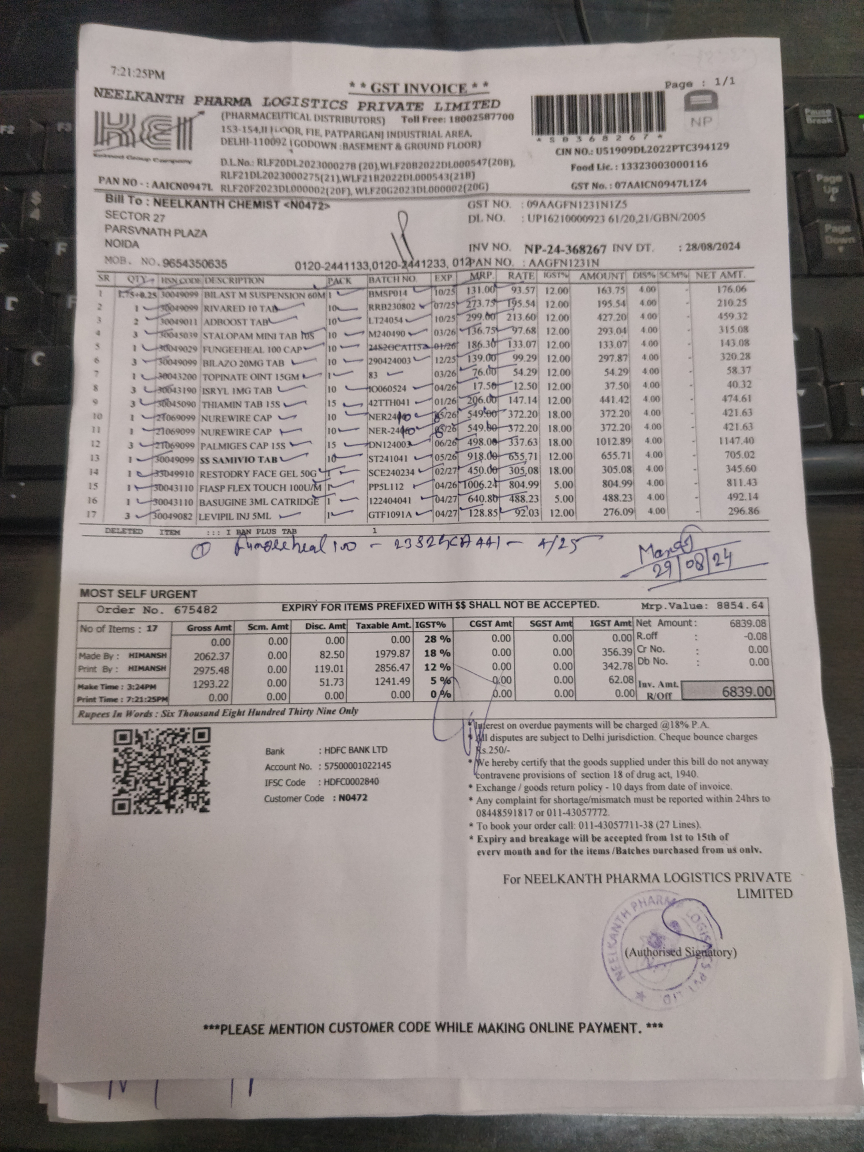 7:21:25PM
* * GST INVOICE * *
Page : 1/1
NEELKANTH PHARMA LOGISTICS PRIVATE LIMITED
(PHARMACEUTICAL DISTRIBUTORS) Toll Free: 18002587700
153-154,II FLOOR, FIE, PATPARGANJ INDUSTRIAL AREA,
DELHI-110092 (GODOWN :BASEMENT & GROUND FLOOR)
KEI
NP
CIN NO.: U51909DL2022PTC394129
Food Lic.: 13323003000116
D.L.No.: RLF20DL2023000278 (20),WLF20B2022DL000547(20B),
RLF21DL2023000275(21),WLF21B2022DL000543(21B)
PAN NO - : AAICN0947L RLF20F2023DL000002(20F), WLF20G2023DL000002(20G)
GST No.: 07AAICN0947L1Z4
Bill To : NEELKANTH CHEMIST <N0472>
SECTOR 27
PARSVNATH PLAZA
NOIDA
MOB. NO. 9654350635 0120-2441133,0120-2441233, 012
GST NO. : 09AAGFN1231N1Z5
DL NO. : UP16210000923 61/20,21/GBN/2005
INV NO. NP-24-368267 INV DT. : 28/08/2024
PAN NO. : AAGFN1231N
SR QTY HSN CODE DESCRIPTION PACK BATCH NO. EXP. MRP RATE IGST% AMOUNT DIS% SCM% NET AMT.
1 1.75+0.25 30049099 BILAST M SUSPENSION 60M 1 BMSP014 10/25 131.00 93.57 12.00 163.75 4.00 - 176.06
2 1 30049099 RIVARED 10 TAB 10 RRB230802 07/25 273.75 195.54 12.00 195.54 4.00 - 210.25
3 2 30049011 ADBOOST TAB 10 LT24054 10/25 299.00 213.60 12.00 427.20 4.00 - 459.32
4 3 30045039 STALOPAM MINI TAB 10S 10 M240490 03/26 136.75 97.68 12.00 293.04 4.00 - 315.08
5 1 30049029 FUNGEEHEAL 100 CAP 10 01/26 186.30 133.07 12.00 133.07 4.00 - 143.08
6 3 30049099 BILAZO 20MG TAB 10 290424003 12/25 139.00 99.29 12.00 297.87 4.00 - 320.28
7 1 30043200 TOPINATE OINT 15GM 1 83 03/26 76.00 54.29 12.00 54.29 4.00 - 58.37
8 3 30043190 ISRYL 1MG TAB 10 IO060524 04/26 17.50 12.50 12.00 37.50 4.00 - 40.32
9 3 30045090 THIAMIN TAB 15S 15 42TTH041 01/26 206.00 147.14 12.00 441.42 4.00 - 474.61
10 1 21069099 NUREWIRE CAP 10 549.00 372.20 18.00 372.20 4.00 - 421.63
11 1 21069099 NUREWIRE CAP 10 549.00 372.20 18.00 372.20 4.00 - 421.63
12 3 21069099 PALMIGES CAP 15S 15 DN124003 06/26 498.00 337.63 18.00 1012.89 4.00 - 1147.40
13 1 30049099 $$ SAMIVIO TAB 10 ST241041 05/26 918.00 655.71 12.00 655.71 4.00 - 705.02
14 1 33049910 RESTODRY FACE GEL 50G 1 SCE240234 02/27 450.00 305.08 18.00 305.08 4.00 - 345.60
15 1 30043110 FIASP FLEX TOUCH 100U/M 1 PP5L112 04/26 1006.24 804.99 5.00 804.99 4.00 - 811.43
16 1 30043110 BASUGINE 3ML CATRIDGE 1 122404041 04/27 640.80 488.23 5.00 488.23 4.00 - 492.14
17 3 30049082 LEVIPIL INJ 5ML 1 GTF1091A 04/27 128.85 92.03 12.00 276.09 4.00 - 296.86
DELETED ITEM ::: I BAN PLUS TAB 1
29/08/24
MOST SELF URGENT
Order No. 675482 EXPIRY FOR ITEMS PREFIXED WITH $$ SHALL NOT BE ACCEPTED. Mrp.Value: 8854.64
No of Items : 17 Gross Amt Scm. Amt Disc. Amt Taxable Amt. IGST% CGST Amt SGST Amt IGST Amt Net Amount: 6839.08
0.00 0.00 0.00 0.00 28 % 0.00 0.00 0.00 R.off : -0.08
Made By : HIMANSH 2062.37 0.00 82.50 1979.87 18 % 0.00 0.00 356.39 Cr No. : 0.00
Print By : HIMANSH 2975.48 0.00 119.01 2856.47 12 % 0.00 0.00 342.78 Db No. : 0.00
Make Time : 3:24PM 1293.22 0.00 51.73 1241.49 5 % 0.00 0.00 62.08 Inv. Amt.
Print Time : 7:21:25PM 0.00 0.00 0.00 0.00 0 % 0.00 0.00 0.00 R/Off 6839.00
Rupees In Words : Six Thousand Eight Hundred Thirty Nine Only
Bank : HDFC BANK LTD
Account No. : 57500001022145
IFSC Code : HDFC0002840
Customer Code : N0472
* Interest on overdue payments will be charged @18% P.A.
* All disputes are subject to Delhi jurisdiction. Cheque bounce charges
Rs.250/-
* We hereby certify that the goods supplied under this bill do not anyway
contravene provisions of section 18 of drug act, 1940.
* Exchange / goods return policy - 10 days from date of invoice.
* Any complaint for shortage/mismatch must be reported within 24hrs to
08448591817 or 011-43057772.
* To book your order call: 011-43057711-38 (27 Lines).
* Expiry and breakage will be accepted from 1st to 15th of
every month and for the items /Batches purchased from us only.
For NEELKANTH PHARMA LOGISTICS PRIVATE
LIMITED
NEELKANTH PHARMA LOGISTICS PVT. LTD.
(Authorised Signatory)
***PLEASE MENTION CUSTOMER CODE WHILE MAKING ONLINE PAYMENT. ***